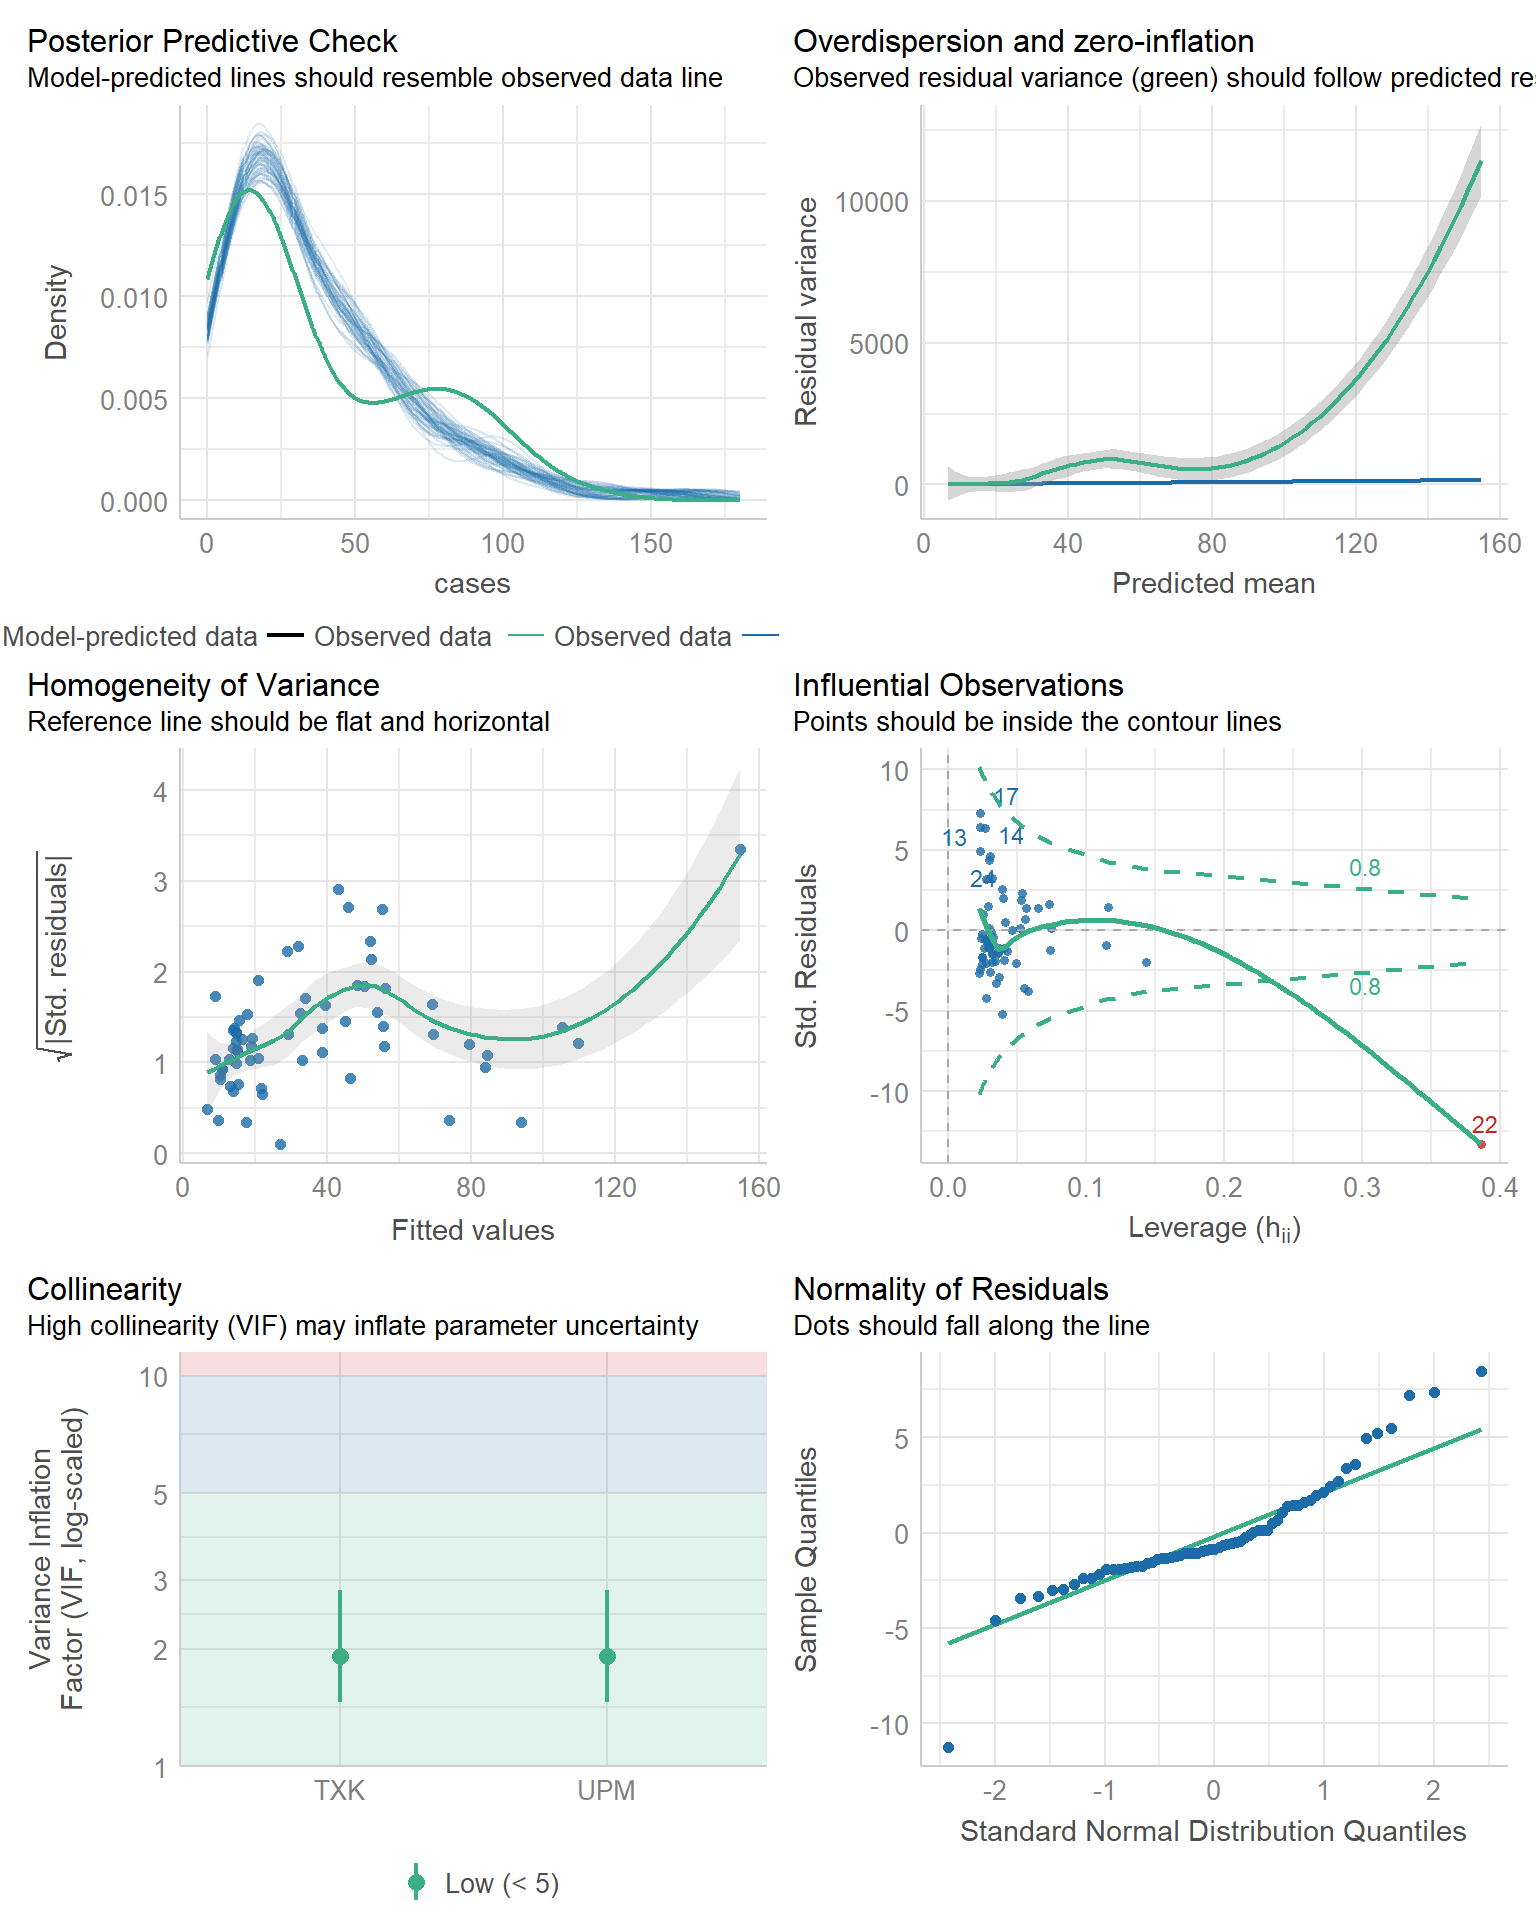 Posterior Predictive Check
Model-predicted lines should resemble observed data line
Density
0.015
0.010
0.005
0.000
0 50 100 150
cases
Model-predicted data Observed data Observed data
Overdispersion and zero-inflation
Observed residual variance (green) should follow predicted res
Residual variance
10000
5000
0
0 40 80 120 160
Predicted mean
Homogeneity of Variance
Reference line should be flat and horizontal
√|Std. residuals|
4
3
2
1
0
0 40 80 120 160
Fitted values
Influential Observations
Points should be inside the contour lines
Std. Residuals
10
5
0
-5
-10
17
13
14
24
0.8
0.8
22
0.0 0.1 0.2 0.3 0.4
Leverage (hii)
Collinearity
High collinearity (VIF) may inflate parameter uncertainty
Variance Inflation
Factor (VIF, log-scaled)
10
5
3
2
1
TXK UPM
Low (< 5)
Normality of Residuals
Dots should fall along the line
Sample Quantiles
5
0
-5
-10
-2 -1 0 1 2
Standard Normal Distribution Quantiles